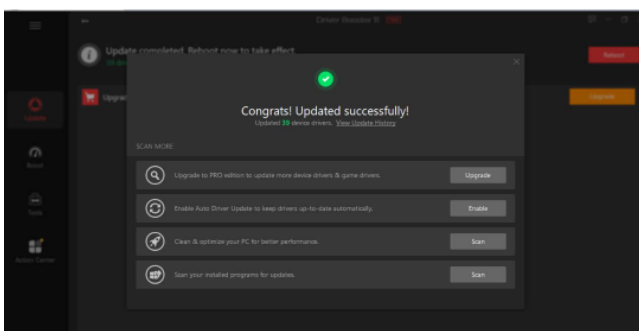 Driver Booster 8
Update completed. Reboot now to take effect.
Reboot
Update
Upgrade
Congrats! Updated successfully!
Updated 39 device drivers. View Update History
SCAN MORE
Upgrade to PRO edition to update more device drivers & game drivers.
Upgrade
Enable Auto Driver Update to keep drivers up-to-date automatically.
Enable
Boost
Tools
Clean & optimize your PC for better performance.
Scan
Action Center
Scan your installed programs for updates.
Scan